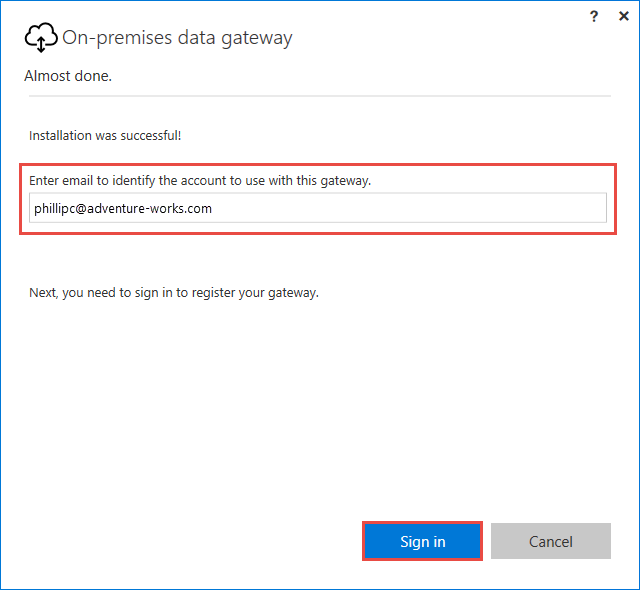 ?
On-premises data gateway
Almost done.
Installation was successful!
Enter email to identify the account to use with this gateway.
phillipc@adventure-works.com
Next, you need to sign in to register your gateway.
Sign in
Cancel